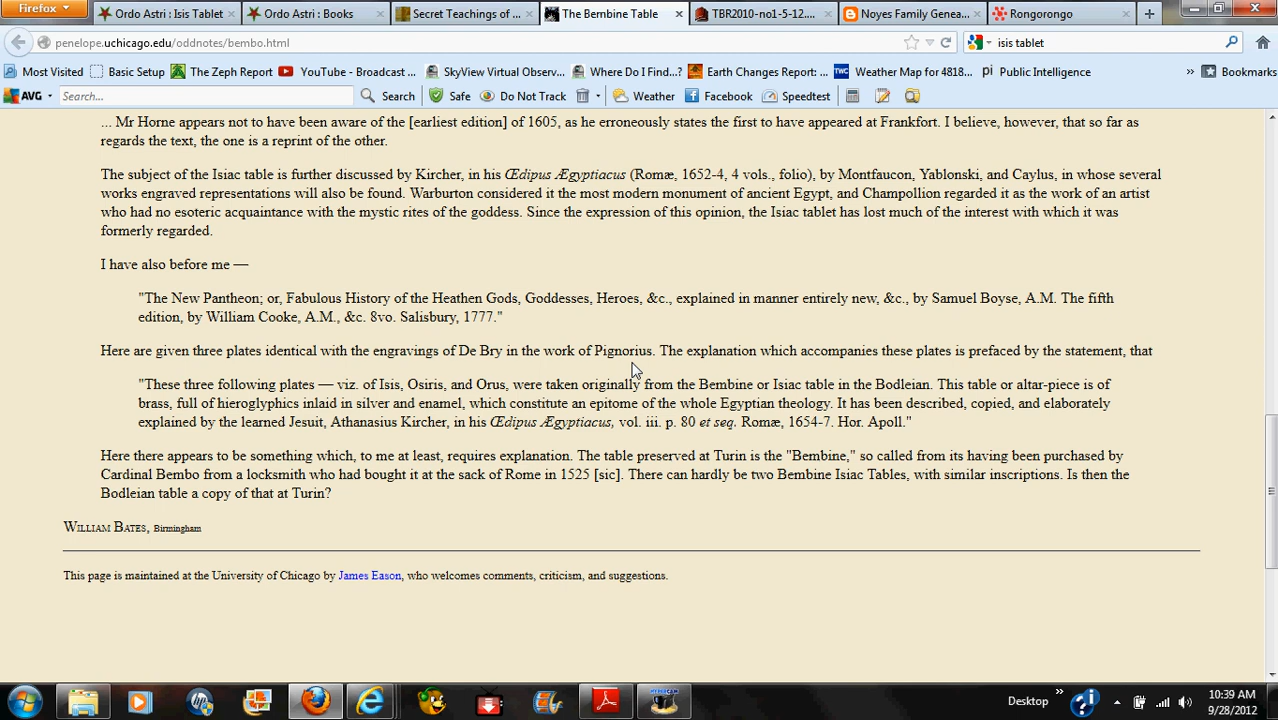 Firefox
Ordo Astri : Isis Tablet
Ordo Astri : Books
Secret Teachings of ...
The Bembine Table
TBR2010-no1-5-12....
Noyes Family Genea...
Rongorongo
penelope.uchicago.edu/oddnotes/bembo.html
isis tablet
Most Visited
Basic Setup
The Zeph Report
YouTube - Broadcast ...
SkyView Virtual Observ...
Where Do I Find...?
Earth Changes Report: ...
Weather Map for 4818...
pi Public Intelligence
»
Bookmarks
AVG
Search...
Search
Safe
Do Not Track
Weather
Facebook
Speedtest
... Mr Horne appears not to have been aware of the [earliest edition] of 1605, as he erroneously states the first to have appeared at Frankfort. I believe, however, that so far as
regards the text, the one is a reprint of the other.
The subject of the Isiac table is further discussed by Kircher, in his Œdipus Ægyptiacus (Romæ, 1652-4, 4 vols., folio), by Montfaucon, Yablonski, and Caylus, in whose several
works engraved representations will also be found. Warburton considered it the most modern monument of ancient Egypt, and Champollion regarded it as the work of an artist
who had no esoteric acquaintance with the mystic rites of the goddess. Since the expression of this opinion, the Isiac tablet has lost much of the interest with which it was
formerly regarded.
I have also before me —
"The New Pantheon; or, Fabulous History of the Heathen Gods, Goddesses, Heroes, &c., explained in manner entirely new, &c., by Samuel Boyse, A.M. The fifth
edition, by William Cooke, A.M., &c. 8vo. Salisbury, 1777."
Here are given three plates identical with the engravings of De Bry in the work of Pignorius. The explanation which accompanies these plates is prefaced by the statement, that
"These three following plates — viz. of Isis, Osiris, and Orus, were taken originally from the Bembine or Isiac table in the Bodleian. This table or altar-piece is of
brass, full of hieroglyphics inlaid in silver and enamel, which constitute an epitome of the whole Egyptian theology. It has been described, copied, and elaborately
explained by the learned Jesuit, Athanasius Kircher, in his Œdipus Ægyptiacus, vol. iii. p. 80 et seq. Romæ, 1654-7. Hor. Apoll."
Here there appears to be something which, to me at least, requires explanation. The table preserved at Turin is the "Bembine," so called from its having been purchased by
Cardinal Bembo from a locksmith who had bought it at the sack of Rome in 1525 [sic]. There can hardly be two Bembine Isiac Tables, with similar inscriptions. Is then the
Bodleian table a copy of that at Turin?
William Bates, Birmingham
This page is maintained at the University of Chicago by James Eason, who welcomes comments, criticism, and suggestions.
Desktop
»
10:39 AM
9/28/2012